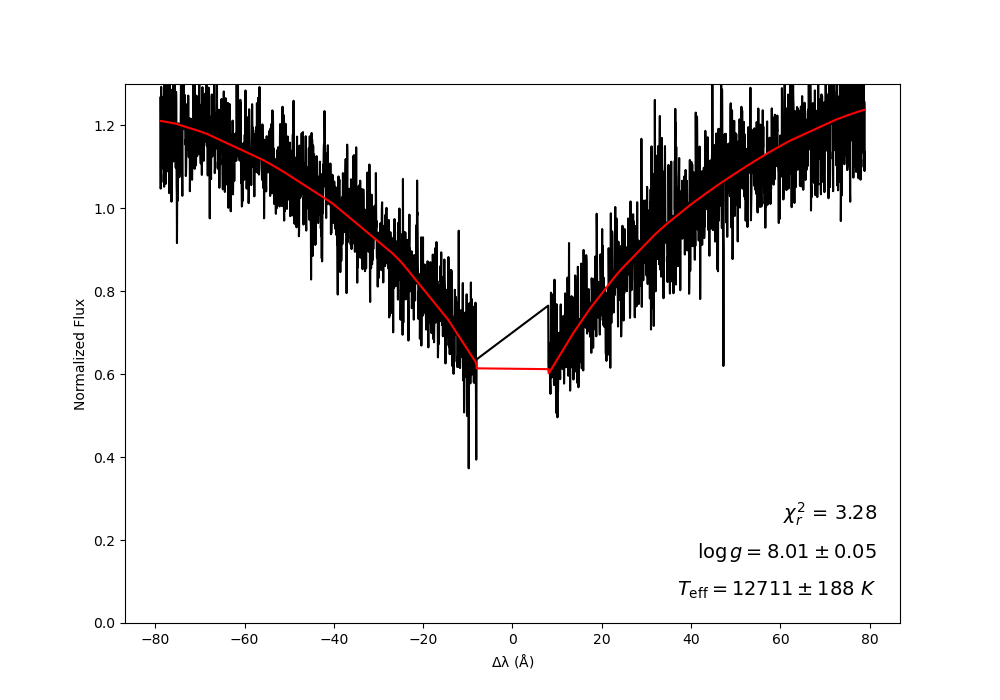 1.2
1.0
0.8
0.6
0.4
0.2
0.0
Normalized Flux
χ²ᵣ = 3.28
log g = 8.01 ± 0.05
T_eff = 12711 ± 188 K
−80 −60 −40 −20 0 20 40 60 80
Δλ (Å)